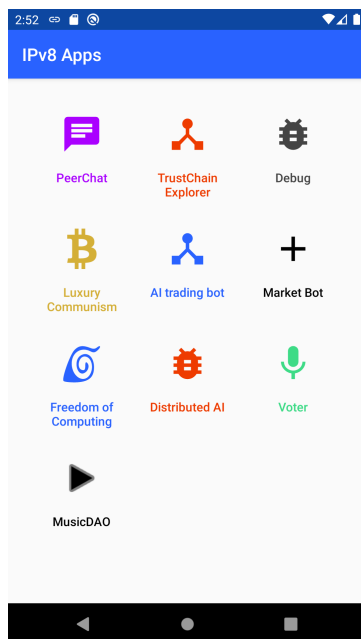 2:52
IPv8 Apps
PeerChat
TrustChain
Explorer
Debug
Luxury
Communism
AI trading bot
Market Bot
Freedom of
Computing
Distributed AI
Voter
MusicDAO